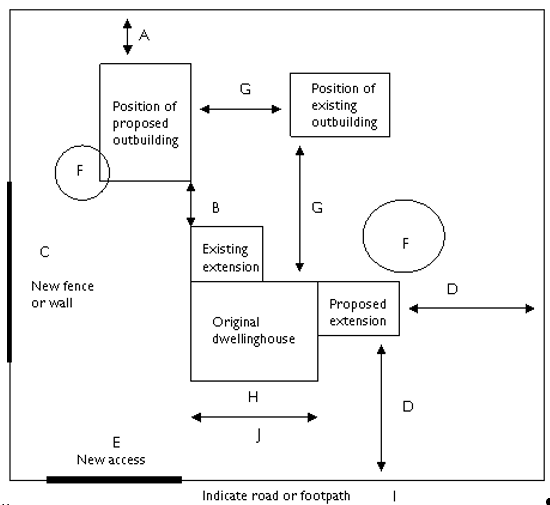 A
Position of
proposed
outbuilding
G
Position of
existing
outbuilding
F
B
G
F
C
New fence
or wall
Existing
extension
D
Original
dwellinghouse
Proposed
extension
H
J
D
E
New access
Indicate road or footpath I